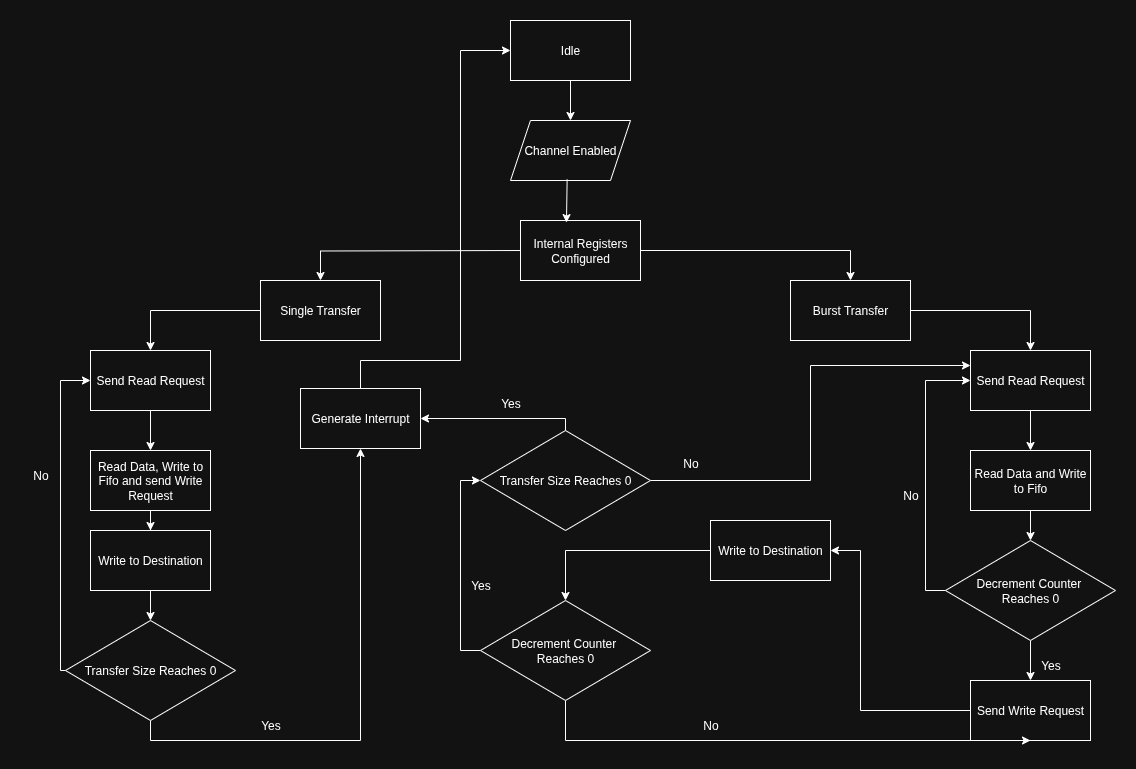 Idle
Channel Enabled
Internal Registers
Configured
Single Transfer
Burst Transfer
Send Read Request
Send Read Request
Generate Interrupt
Yes
No
No
Read Data, Write to
Fifo and send Write
Request
Transfer Size Reaches 0
Read Data and Write
to Fifo
No
Write to Destination
Write to Destination
Yes
Decrement Counter
Reaches 0
Decrement Counter
Reaches 0
Transfer Size Reaches 0
Yes
Send Write Request
Yes
No